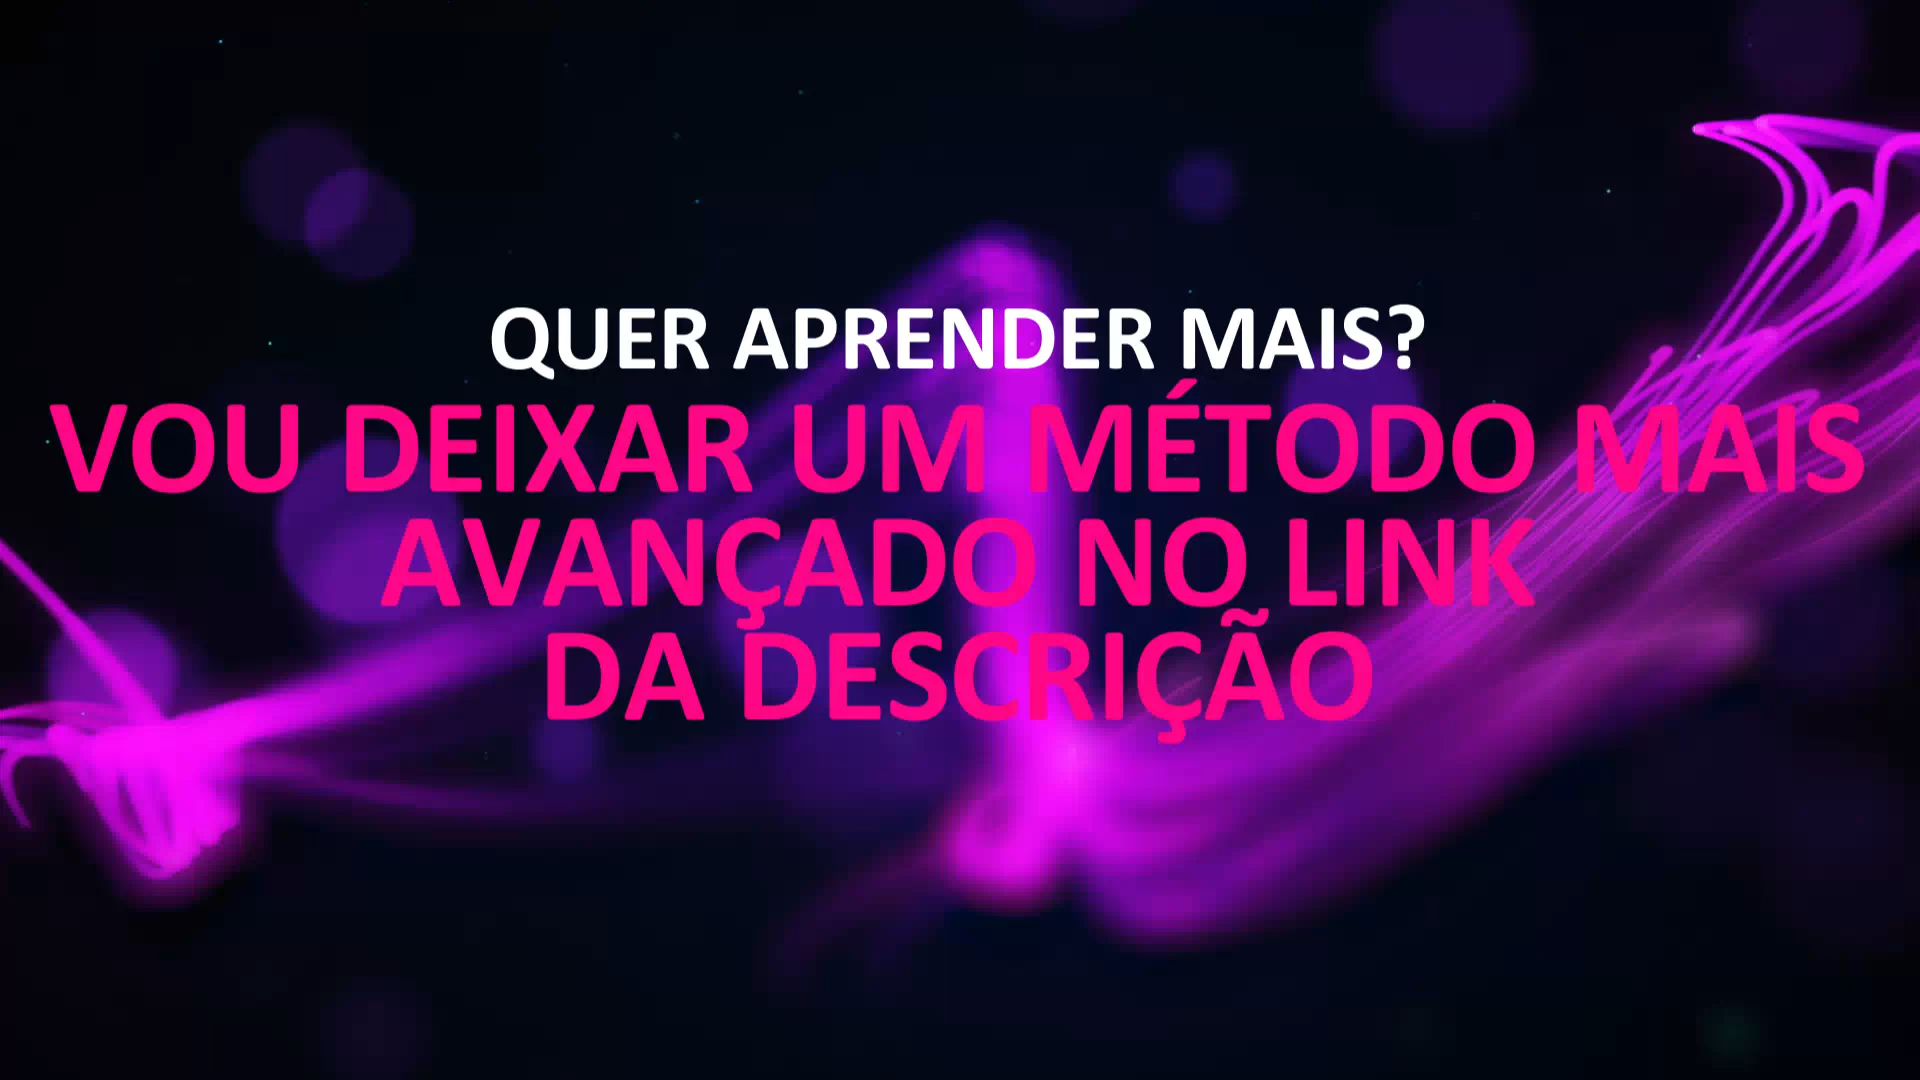 QUER APRENDER MAIS?
VOU DEIXAR UM MÉTODO MAIS
AVANÇADO NO LINK
DA DESCRIÇÃO